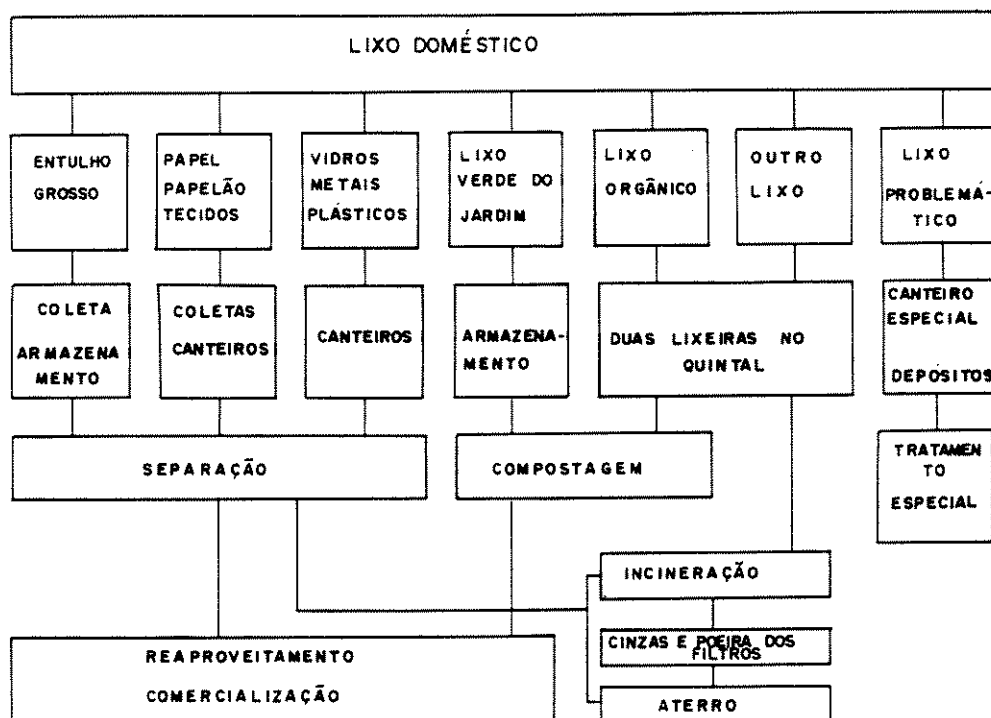 LIXO DOMÉSTICO
ENTULHO
GROSSO
PAPEL
PAPELÃO
TECIDOS
VIDROS
METAIS
PLÁSTICOS
LIXO
VERDE DO
JARDIM
LIXO
ORGÂNICO
OUTRO
LIXO
LIXO
PROBLEMÁ-
TICO
COLETA
ARMAZENA
MENTO
COLETAS
CANTEIROS
CANTEIROS
ARMAZENA-
MENTO
DUAS LIXEIRAS NO
QUINTAL
CANTEIRO
ESPECIAL
DEPOSITOS
SEPARAÇÃO
COMPOSTAGEM
TRATAMEN
TO
ESPECIAL
INCINERAÇÃO
CINZAS E POEIRA DOS
FILTROS
ATERRO
REAPROVEITAMENTO
COMERCIALIZAÇÃO